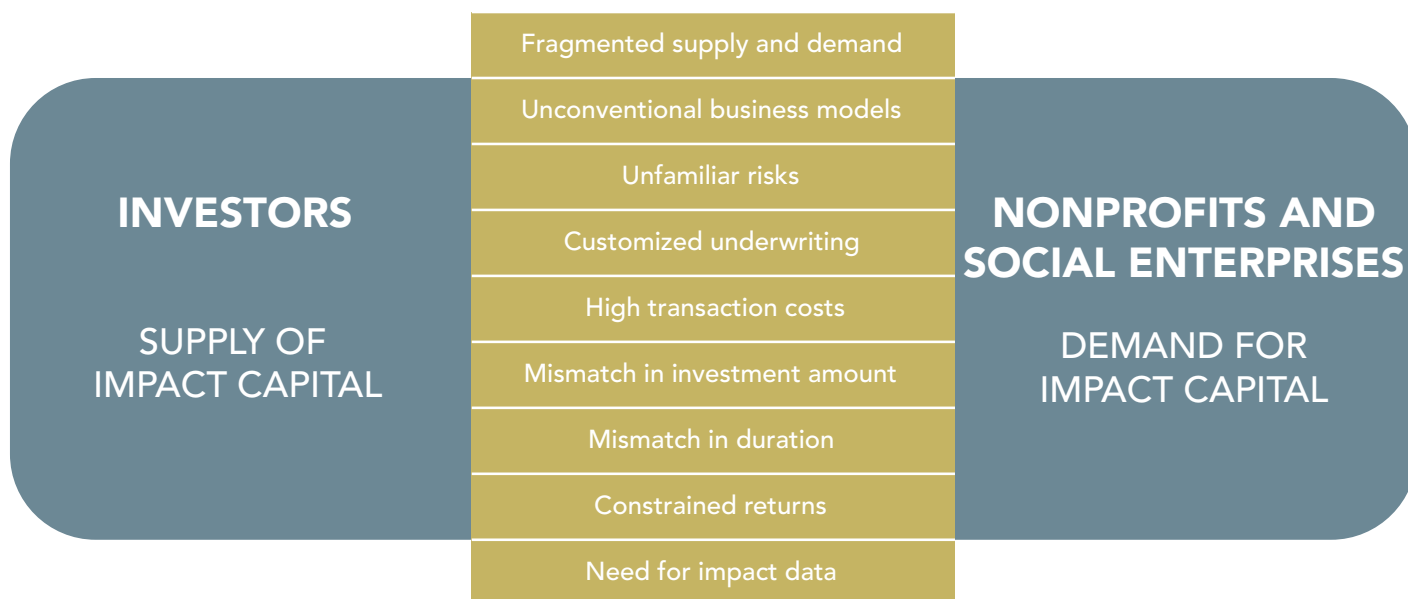 INVESTORS
SUPPLY OF
IMPACT CAPITAL
Fragmented supply and demand
Unconventional business models
Unfamiliar risks
Customized underwriting
High transaction costs
Mismatch in investment amount
Mismatch in duration
Constrained returns
Need for impact data
NONPROFITS AND
SOCIAL ENTERPRISES
DEMAND FOR
IMPACT CAPITAL